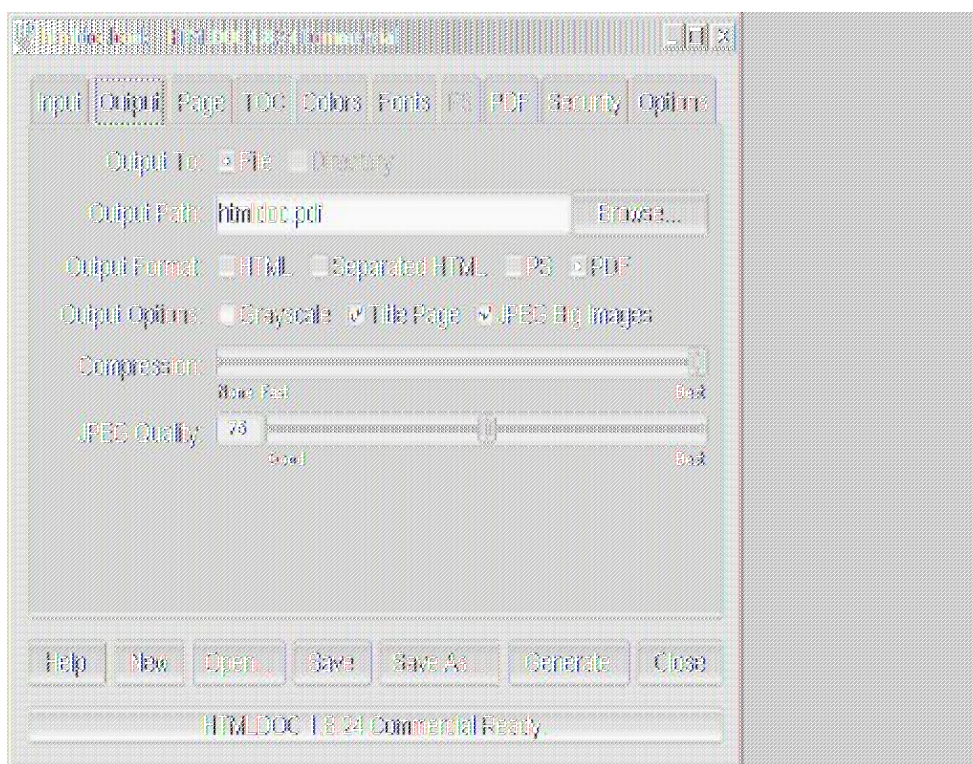 HTMLDOC 1.8.24 Commercial
Input Output Page TOC Colors Fonts PS PDF Security Options
Output To: File Directory
Output Path: htmldoc.pdf Browse...
Output Format: HTML Separated HTML PS PDF
Output Options: Grayscale Title Page JPEG Big Images
Compression:
None Fast Best
JPEG Quality:
Good Best
Help New Open... Save Save As... Generate Close
HTMLDOC 1.8.24 Commercial Ready.